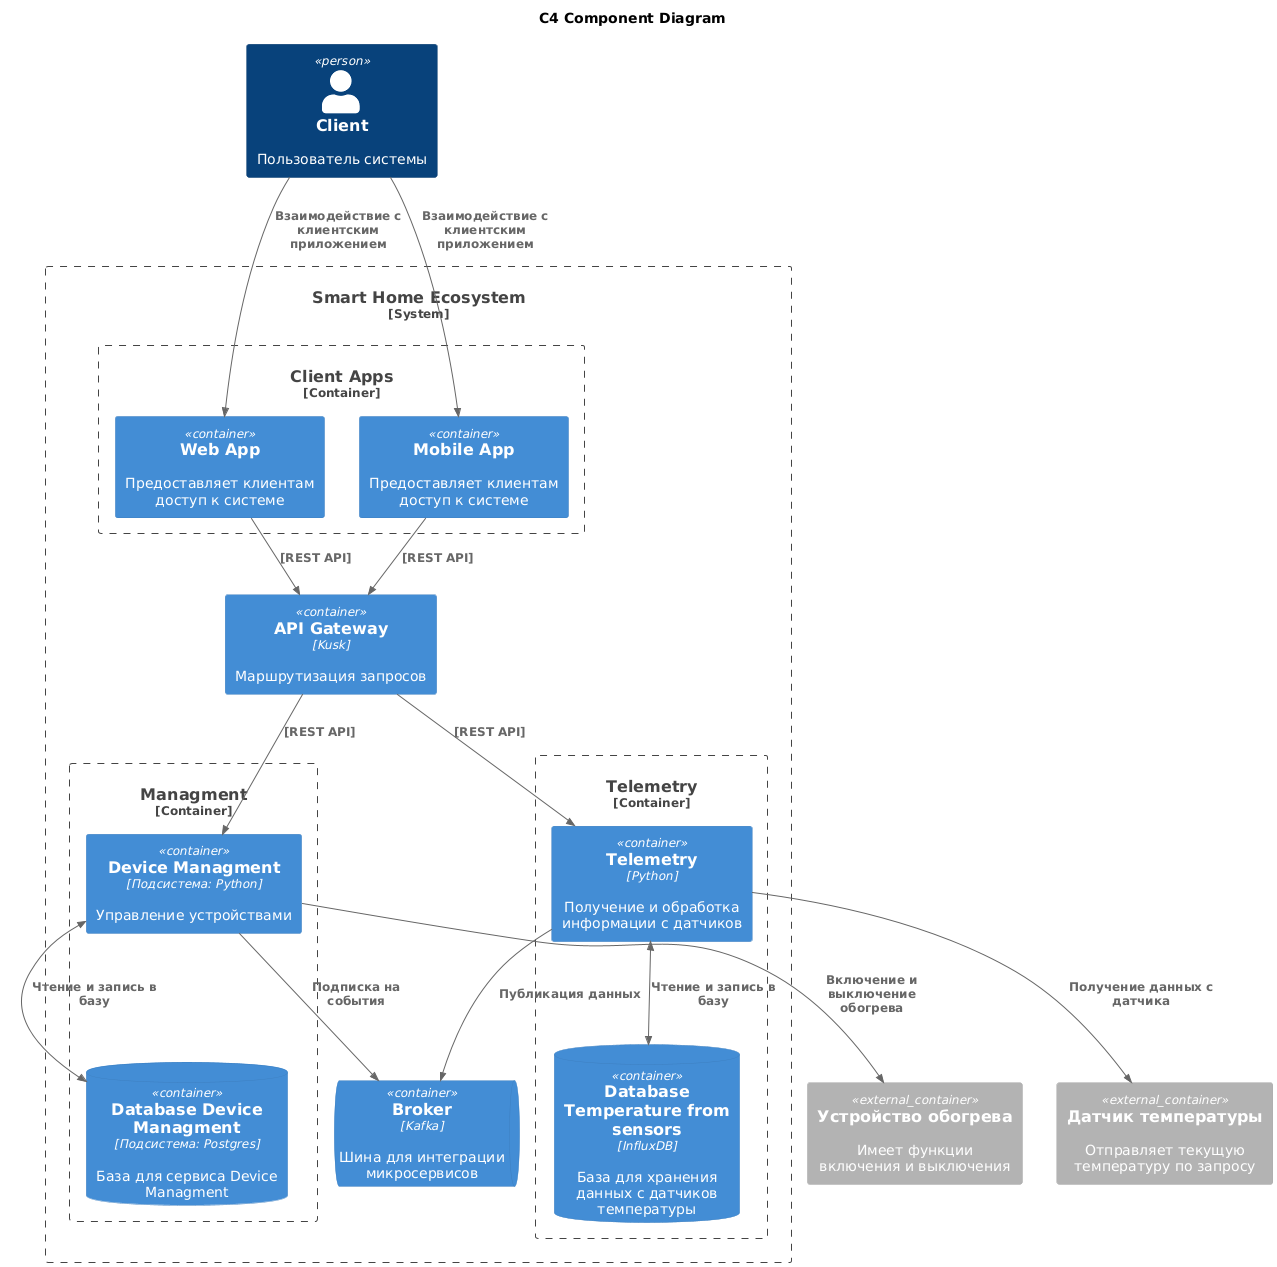 C4 Component Diagram
«person»
Client
Пользователь системы
Взаимодействие с
клиентским
приложением
Взаимодействие с
клиентским
приложением
Smart Home Ecosystem
[System]
Client Apps
[Container]
«container»
Web App
Предоставляет клиентам
доступ к системе
«container»
Mobile App
Предоставляет клиентам
доступ к системе
[REST API]
[REST API]
«container»
API Gateway
[Kusk]
Маршрутизация запросов
[REST API]
[REST API]
Managment
[Container]
«container»
Device Managment
[Подсистема: Python]
Управление устройствами
Telemetry
[Container]
«container»
Telemetry
[Python]
Получение и обработка
информации с датчиков
Чтение и запись в
базу
Подписка на
события
Публикация данных
Чтение и запись в
базу
Включение и
выключение
обогрева
Получение данных с
датчика
«container»
Database Device
Managment
[Подсистема: Postgres]
База для сервиса Device
Managment
«container»
Broker
[Kafka]
Шина для интеграции
микросервисов
«container»
Database
Temperature from
sensors
[InfluxDB]
База для хранения
данных с датчиков
температуры
«external_container»
Устройство обогрева
Имеет функции
включения и выключения
«external_container»
Датчик температуры
Отправляет текущую
температуру по запросу